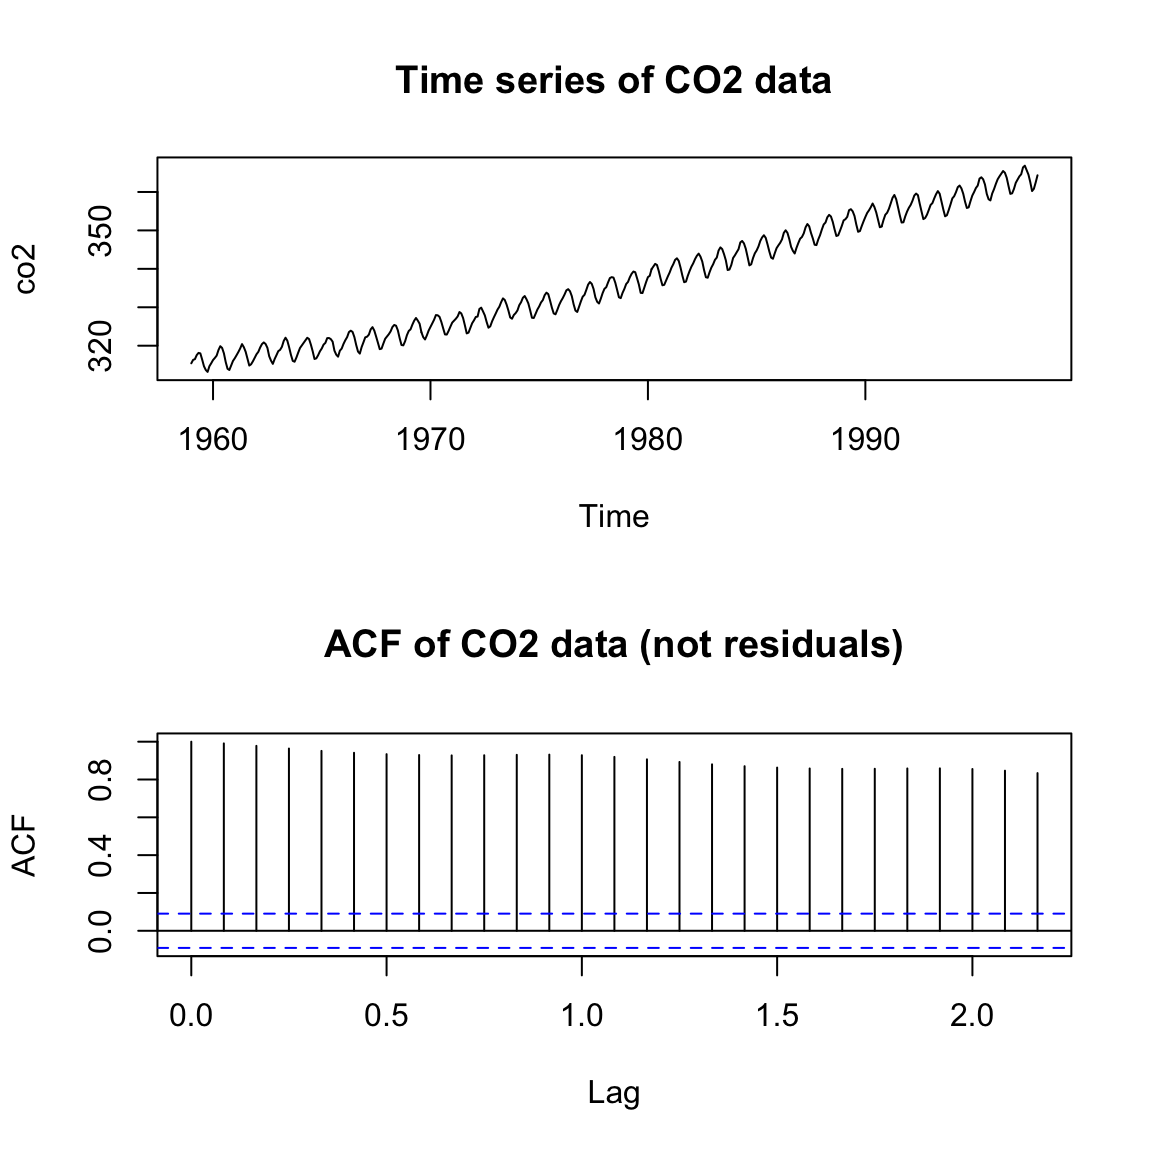 Time series of CO2 data
co2
350
320
1960 1970 1980 1990
Time
ACF of CO2 data (not residuals)
ACF
0.8
0.4
0.0
0.0 0.5 1.0 1.5 2.0
Lag